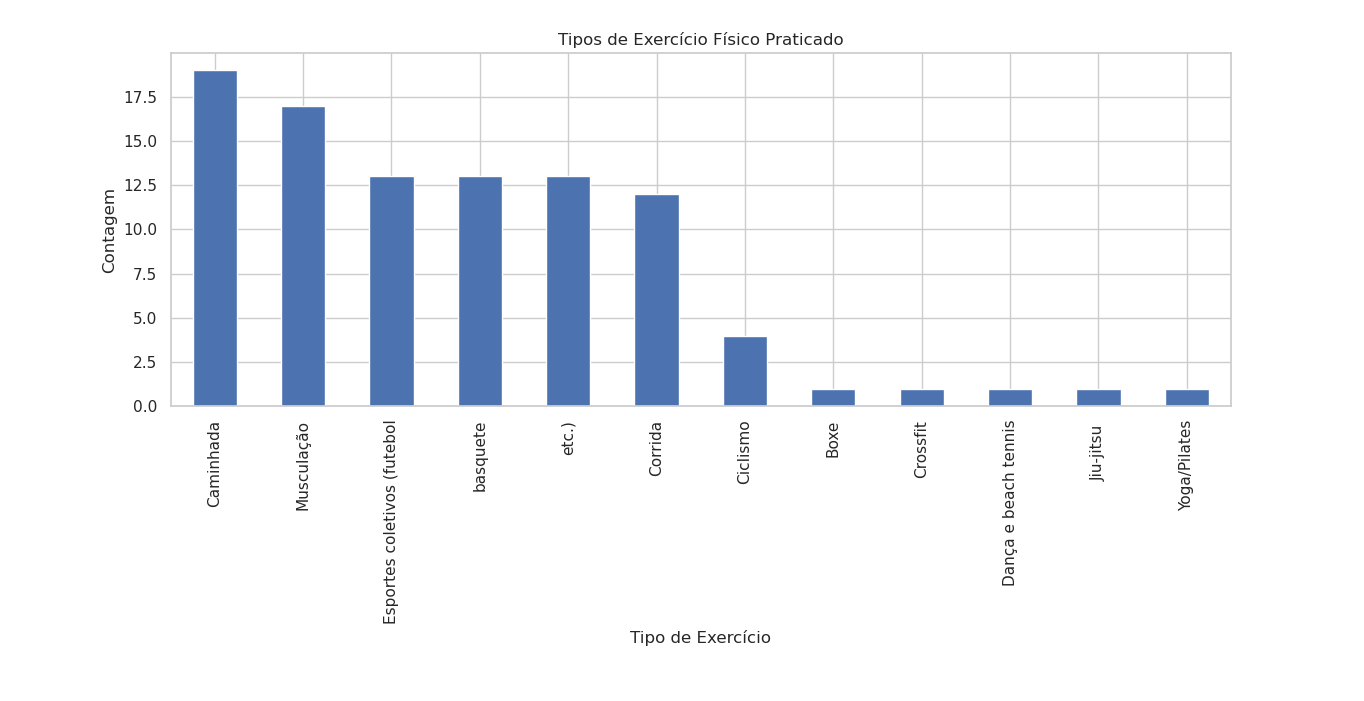 Tipos de Exercício Físico Praticado
Contagem
17.5
15.0
12.5
10.0
7.5
5.0
2.5
0.0
Caminhada
Musculação
Esportes coletivos (futebol
basquete
etc.)
Corrida
Ciclismo
Boxe
Crossfit
Dança e beach tennis
Jiu-jitsu
Yoga/Pilates
Tipo de Exercício